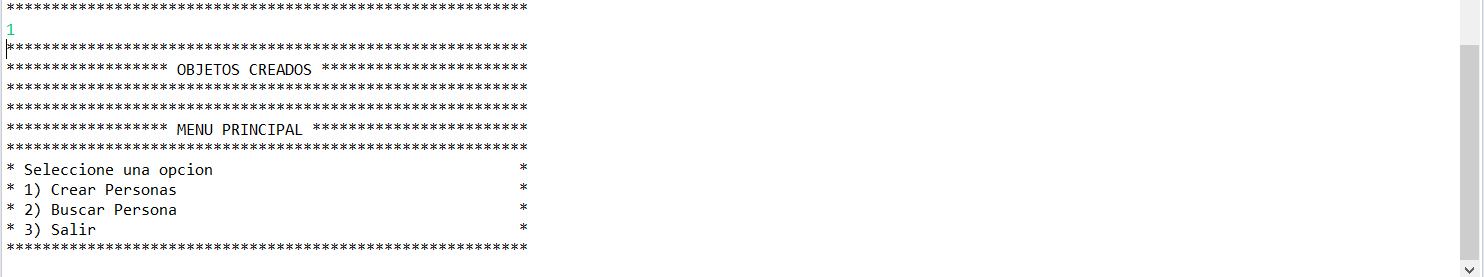 **********************************************************
1
**********************************************************
****************** OBJETOS CREADOS ***********************
**********************************************************
**********************************************************
****************** MENU PRINCIPAL ************************
**********************************************************
* Seleccione una opcion                                  *
* 1) Crear Personas                                      *
* 2) Buscar Persona                                      *
* 3) Salir                                               *
**********************************************************